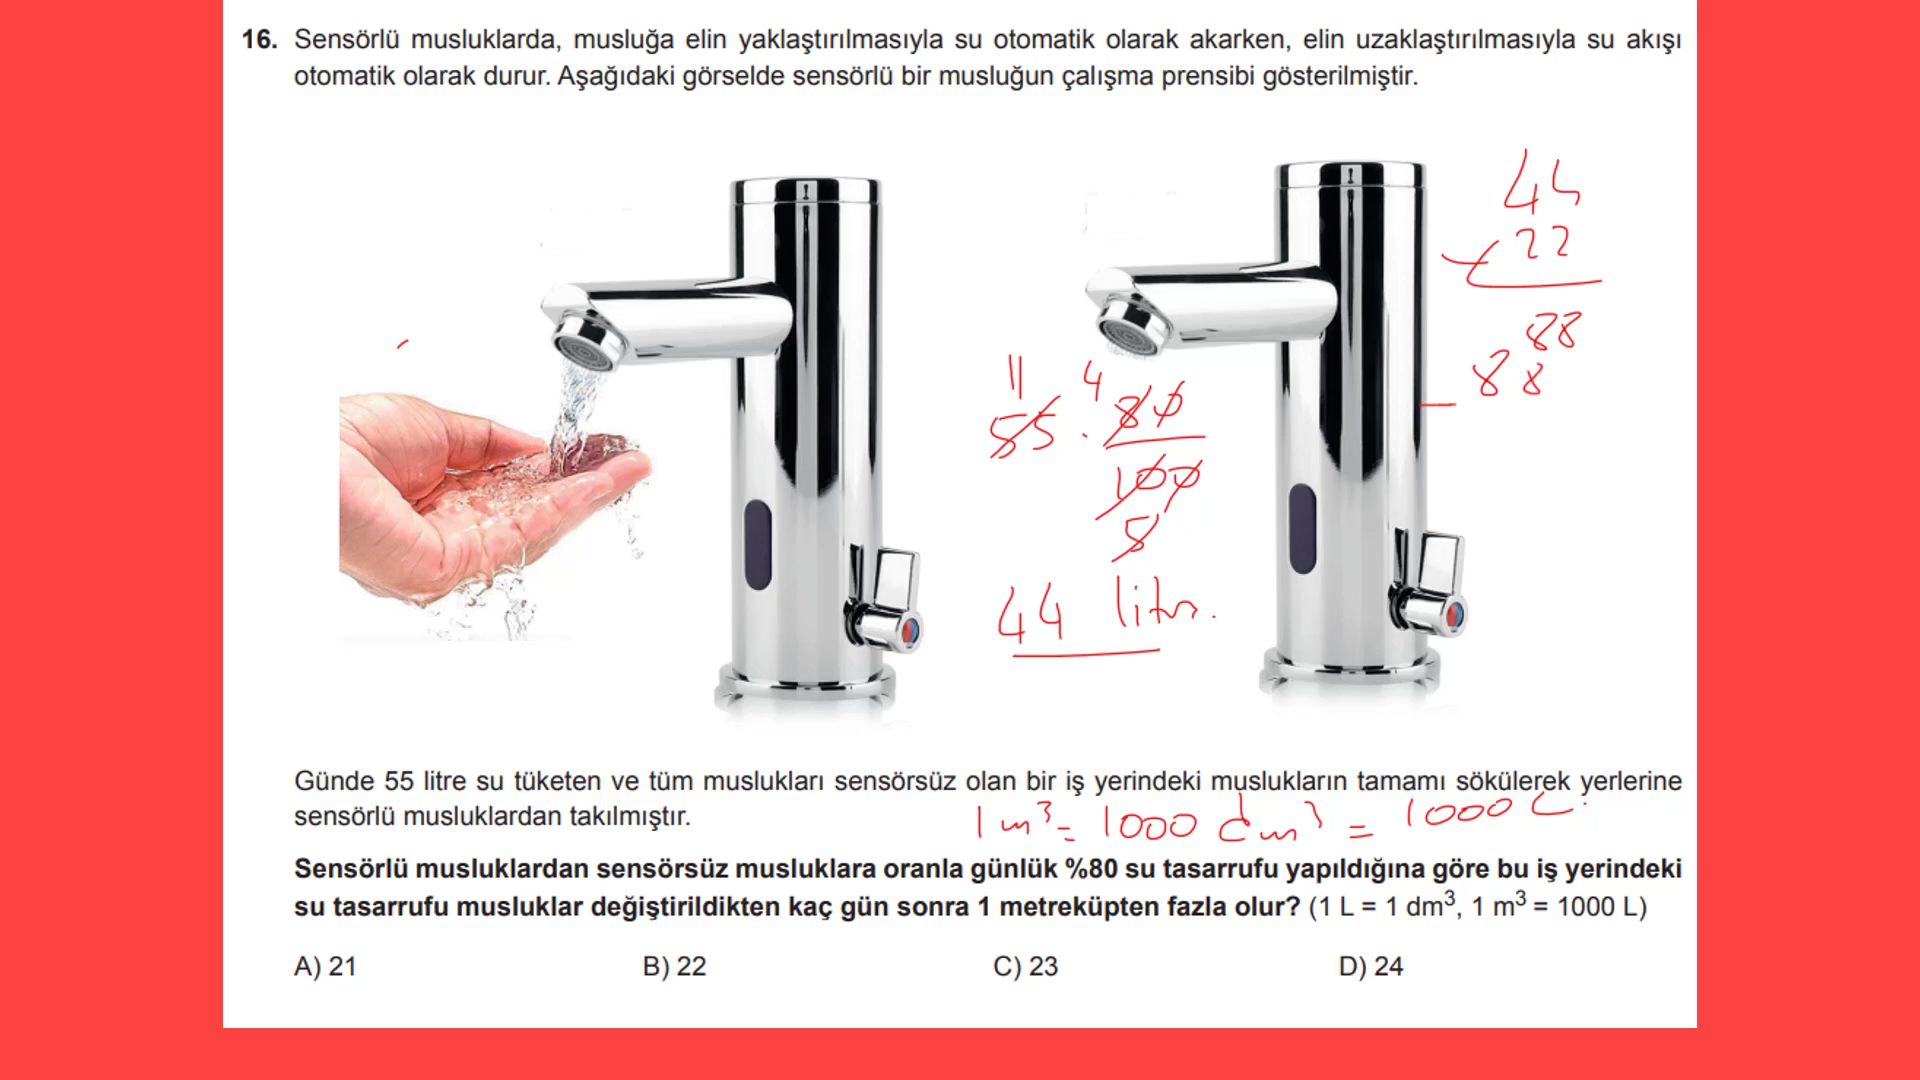 16. Sensörlü musluklarda, musluğa elin yaklaştırılmasıyla su otomatik olarak akarken, elin uzaklaştırılmasıyla su akışı
otomatik olarak durur. Aşağıdaki görselde sensörlü bir musluğun çalışma prensibi gösterilmiştir.
44
22
88
88
11 4
55 . 80
100
5
44 litre.
Günde 55 litre su tüketen ve tüm muslukları sensörsüz olan bir iş yerindeki muslukların tamamı sökülerek yerlerine
sensörlü musluklardan takılmıştır.
1 m³ = 1000 dm³ = 1000 L.
Sensörlü musluklardan sensörsüz musluklara oranla günlük %80 su tasarrufu yapıldığına göre bu iş yerindeki
su tasarrufu musluklar değiştirildikten kaç gün sonra 1 metreküpten fazla olur? (1 L = 1 dm³, 1 m³ = 1000 L)
A) 21 B) 22 C) 23 D) 24